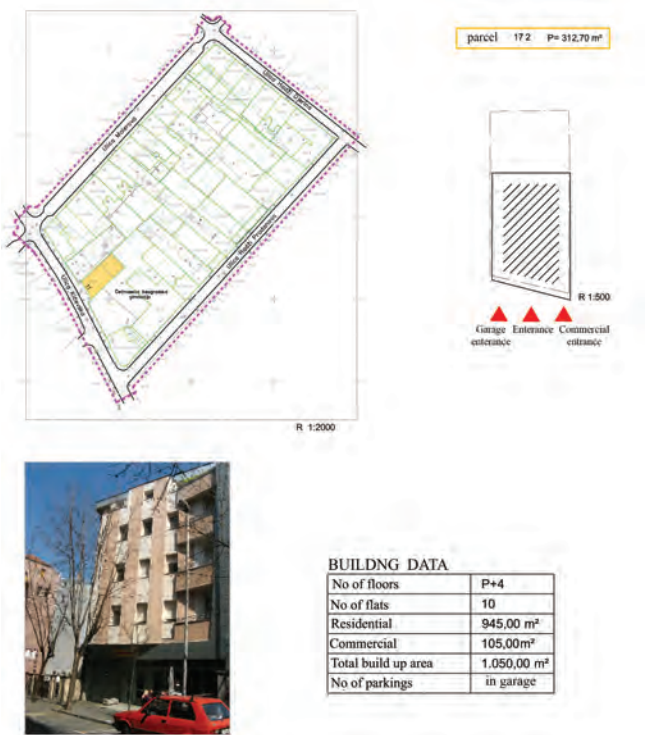 parcel 17 2 P= 312,70 m²
Ulica Molerova
R 1:500
Garage Enterance Commercial
enterance entrance
R 1:2000
BUILDNG DATA
No of floors P+4
No of flats 10
Residential 945,00 m²
Commercial 105,00m²
Total build up area 1.050,00 m²
No of parkings in garage